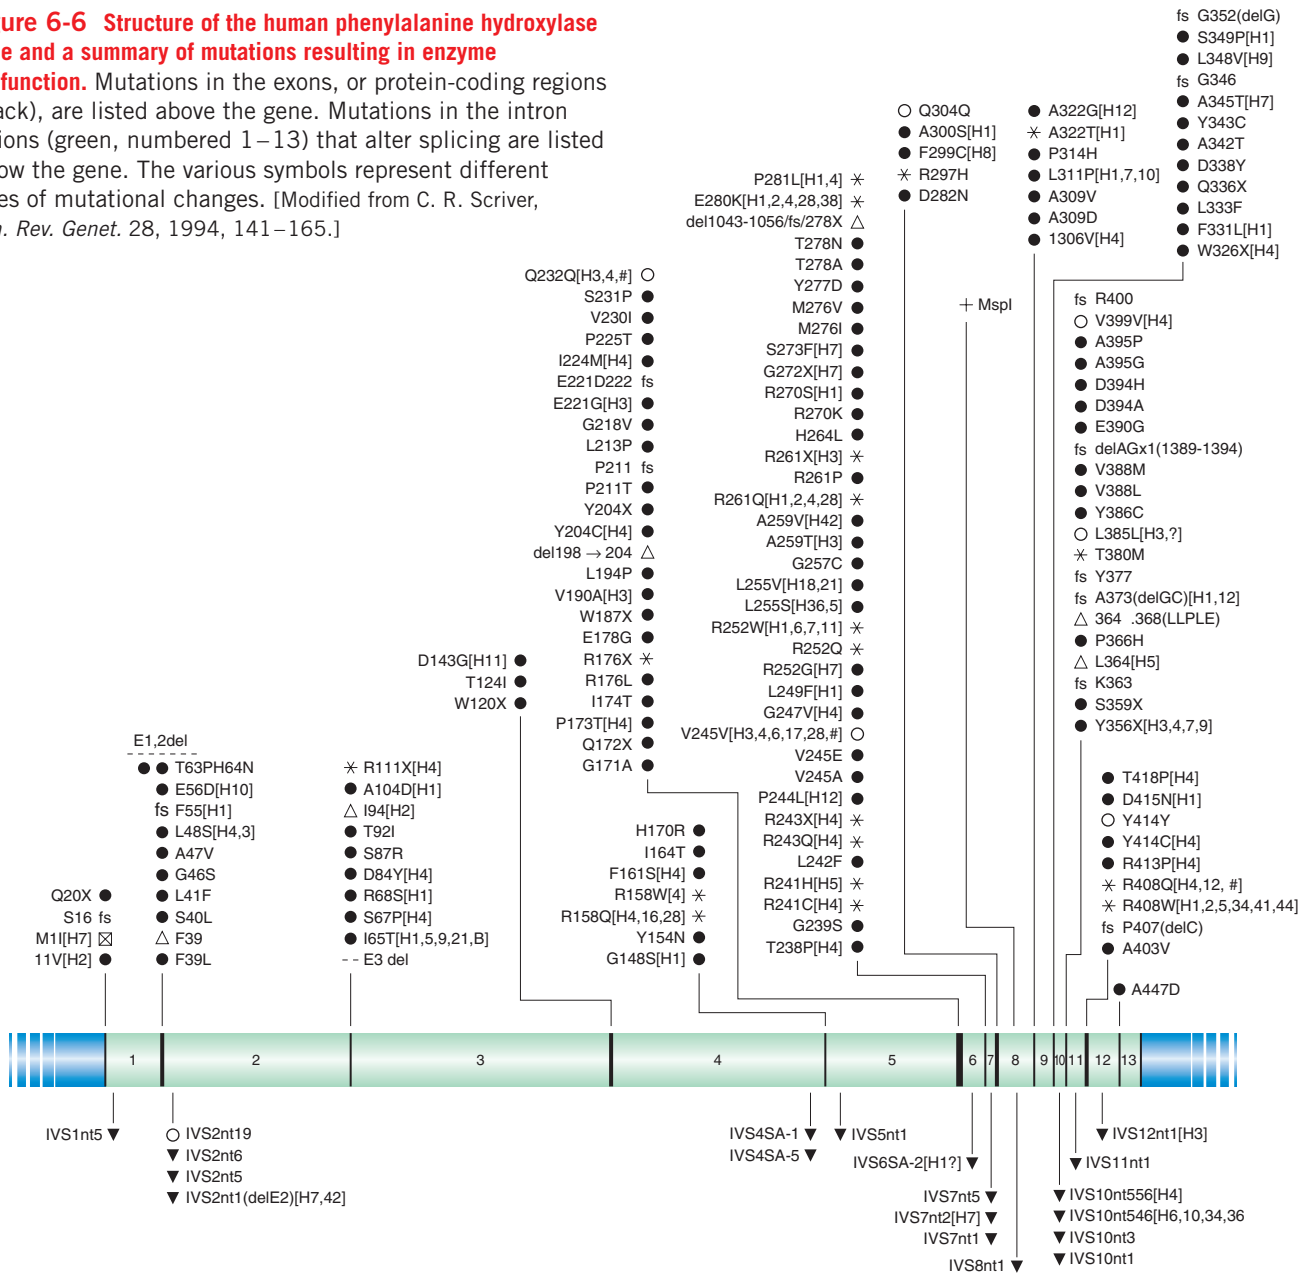 ure 6-6 Structure of the human phenylalanine hydroxylase
e and a summary of mutations resulting in enzyme
function. Mutations in the exons, or protein-coding regions
ack), are listed above the gene. Mutations in the intron
ions (green, numbered 1–13) that alter splicing are listed
ow the gene. The various symbols represent different
es of mutational changes. [Modified from C. R. Scriver,
n. Rev. Genet. 28, 1994, 141–165.]
E1,2del
Q20X
S16 fs
M1I[H7]
11V[H2]
T63PH64N
E56D[H10]
fs F55[H1]
L48S[H4,3]
A47V
G46S
L41F
S40L
F39
F39L
R111X[H4]
A104D[H1]
I94[H2]
T92I
S87R
D84Y[H4]
R68S[H1]
S67P[H4]
I65T[H1,5,9,21,B]
E3 del
D143G[H11]
T124I
W120X
Q232Q[H3,4,#]
S231P
V230I
P225T
I224M[H4]
E221D222 fs
E221G[H3]
G218V
L213P
P211 fs
P211T
Y204X
Y204C[H4]
del198 → 204
L194P
V190A[H3]
W187X
E178G
R176X
R176L
I174T
P173T[H4]
Q172X
G171A
H170R
I164T
F161S[H4]
R158W[4]
R158Q[H4,16,28]
Y154N
G148S[H1]
P281L[H1,4]
E280K[H1,2,4,28,38]
del1043-1056/fs/278X
T278N
T278A
Y277D
M276V
M276I
S273F[H7]
G272X[H7]
R270S[H1]
R270K
H264L
R261X[H3]
R261P
R261Q[H1,2,4,28]
A259V[H42]
A259T[H3]
G257C
L255V[H18,21]
L255S[H36,5]
R252W[H1,6,7,11]
R252Q
R252G[H7]
L249F[H1]
G247V[H4]
V245V[H3,4,6,17,28,#]
V245E
V245A
P244L[H12]
R243X[H4]
R243Q[H4]
L242F
R241H[H5]
R241C[H4]
G239S
T238P[H4]
Q304Q
A300S[H1]
F299C[H8]
R297H
D282N
MspI
A322G[H12]
A322T[H1]
P314H
L311P[H1,7,10]
A309V
A309D
1306V[H4]
fs G352(delG)
S349P[H1]
L348V[H9]
fs G346
A345T[H7]
Y343C
A342T
D338Y
Q336X
L333F
F331L[H1]
W326X[H4]
fs R400
V399V[H4]
A395P
A395G
D394H
D394A
E390G
fs delAGx1(1389-1394)
V388M
V388L
Y386C
L385L[H3,?]
T380M
fs Y377
fs A373(delGC)[H1,12]
364 .368(LLPLE)
P366H
L364[H5]
fs K363
S359X
Y356X[H3,4,7,9]
T418P[H4]
D415N[H1]
Y414Y
Y414C[H4]
R413P[H4]
R408Q[H4,12, #]
R408W[H1,2,5,34,41,44]
fs P407(delC)
A403V
A447D
1 2 3 4 5 6 7 8 9 10 11 12 13
IVS1nt5
IVS2nt19
IVS2nt6
IVS2nt5
IVS2nt1(delE2)[H7,42]
IVS4SA-1
IVS4SA-5
IVS5nt1
IVS6SA-2[H1?]
IVS7nt5
IVS7nt2[H7]
IVS7nt1
IVS8nt1
IVS12nt1[H3]
IVS11nt1
IVS10nt556[H4]
IVS10nt546[H6,10,34,36
IVS10nt3
IVS10nt1